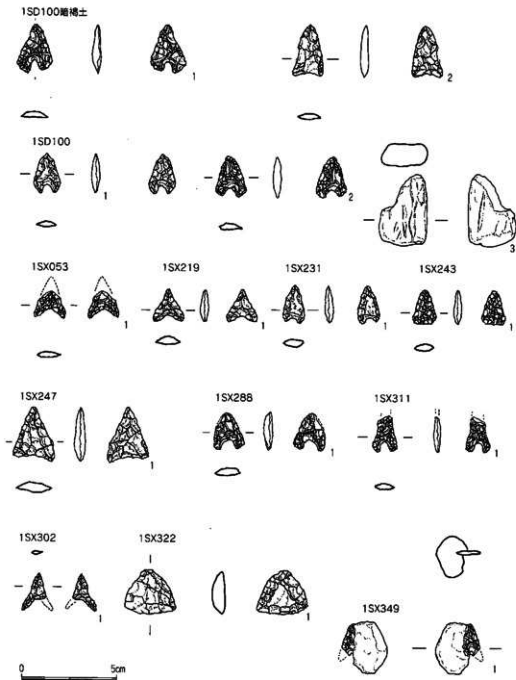 1SD100暗褐土
1 2
1SD100
1 2 3
1SX053 1SX219 1SX231 1SX243
1 1 1 1
1SX247 1SX288 1SX311
1 1 1
1SX302 1SX322
1 1
1SX349
1
0 5cm